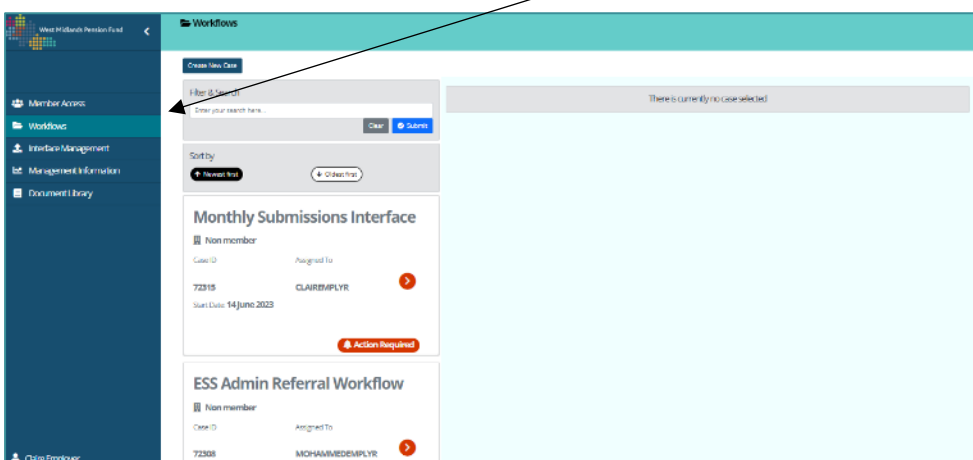 West Midlands Pension Fund
Workflows
Create New Case
Filter & Search
Enter your search here...
Clear
Submit
There is currently no case selected
Member Access
Workflows
Interface Management
Management Information
Document Library
Sort by
Newest first
Oldest first
Monthly Submissions Interface
Non member
Case ID
Assigned To
72315
CLAIREMPLYR
Start Date: 14 June 2023
Action Required
ESS Admin Referral Workflow
Non member
Case ID
Assigned To
72308
MOHAMMEDEMPLYR
Claire Employer